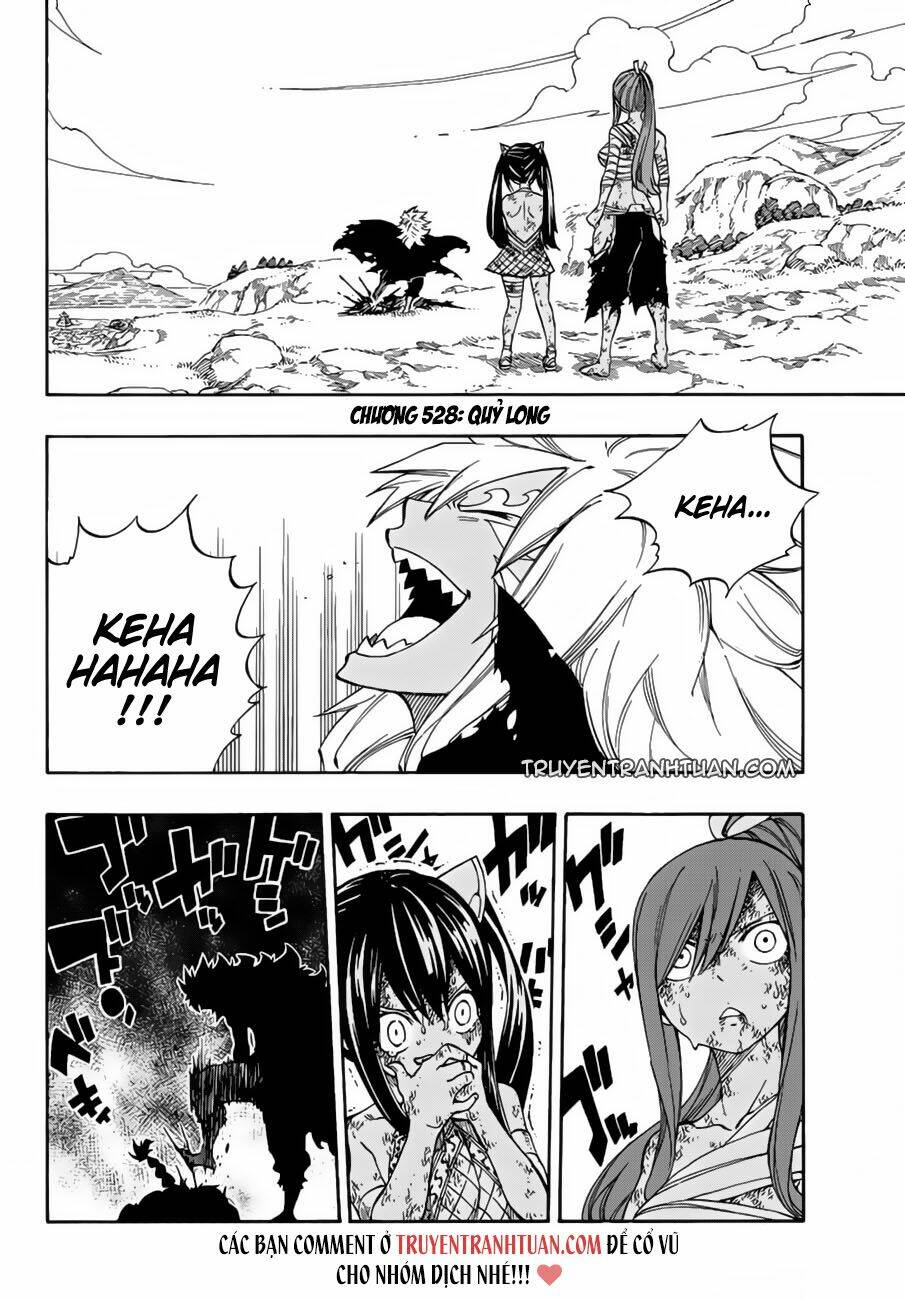 CHƯƠNG 528: QUỶ LONG
KEHA...
KEHA
HAHAHA
!!!
TRUYENTRANHTUAN.COM
CÁC BẠN COMMENT Ở TRUYENTRANHTUAN.COM ĐỂ CỔ VŨ
CHO NHÓM DỊCH NHÉ!!! ❤